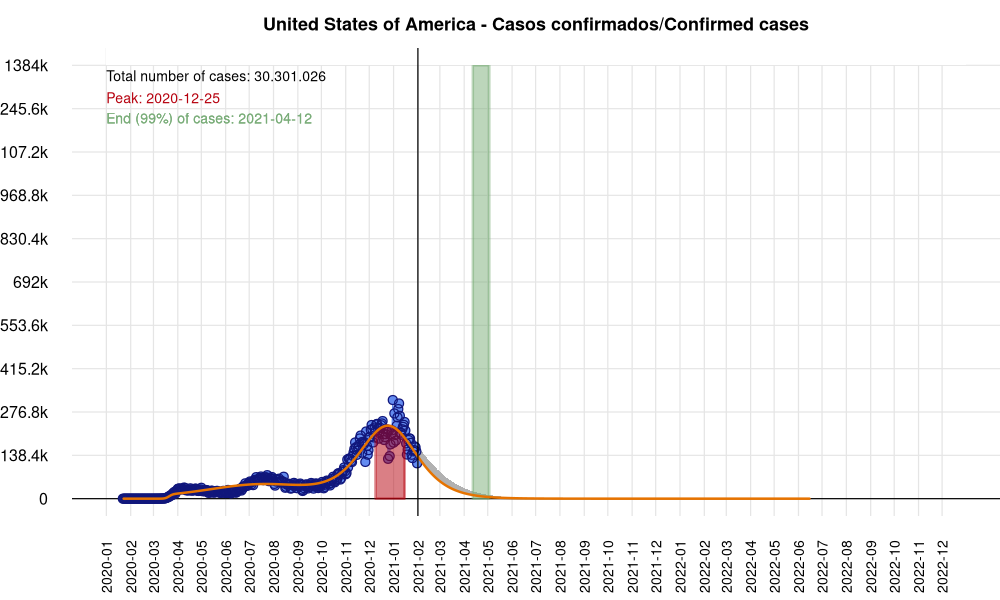 United States of America - Casos confirmados/Confirmed cases
Total number of cases: 30.301.026
Peak: 2020-12-25
End (99%) of cases: 2021-04-12
1384k
245.6k
107.2k
968.8k
830.4k
692k
553.6k
415.2k
276.8k
138.4k
0
2020-01
2020-02
2020-03
2020-04
2020-05
2020-06
2020-07
2020-08
2020-09
2020-10
2020-11
2020-12
2021-01
2021-02
2021-03
2021-04
2021-05
2021-06
2021-07
2021-08
2021-09
2021-10
2021-11
2021-12
2022-01
2022-02
2022-03
2022-04
2022-05
2022-06
2022-07
2022-08
2022-09
2022-10
2022-11
2022-12